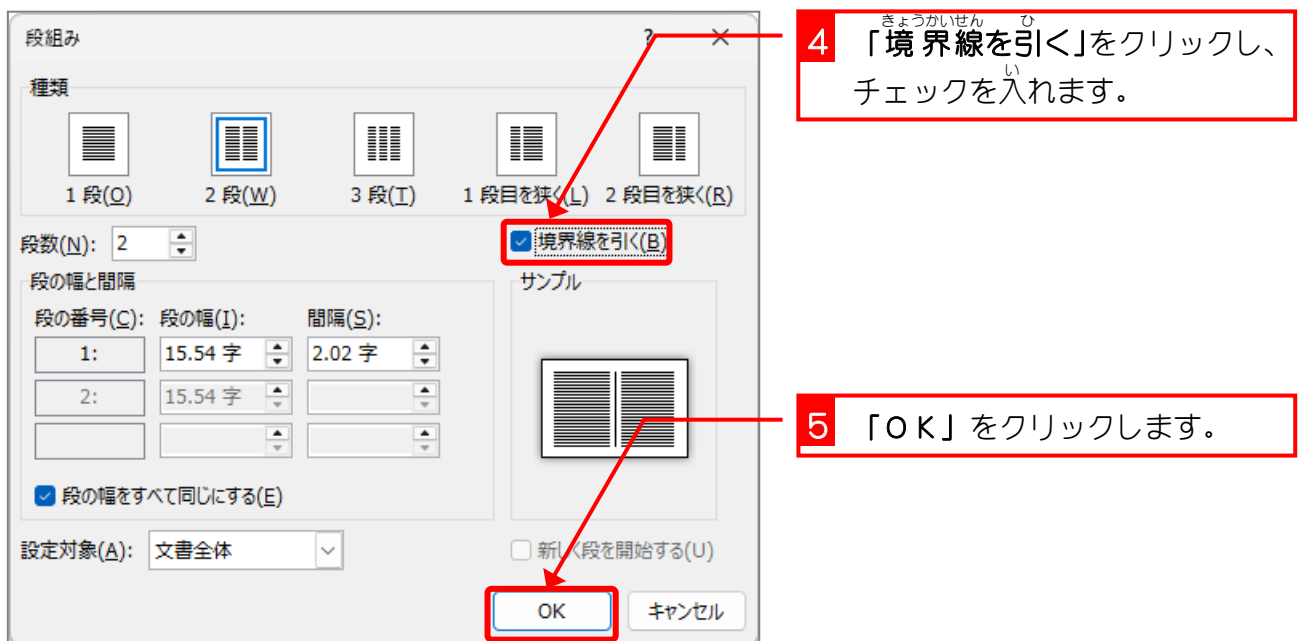 段組み
? ×
種類
1 段(O) 2 段(W) 3 段(T) 1 段目を狭く(L) 2 段目を狭く(R)
段数(N): 2
境界線を引く(B)
段の幅と間隔
段の番号(C): 段の幅(I): 間隔(S):
1: 15.54 字 2.02 字
2: 15.54 字
段の幅をすべて同じにする(E)
サンプル
設定対象(A): 文書全体
新しく段を開始する(U)
OK キャンセル
きょうかいせん ひ
4 「境界線を引く」をクリックし、
い
チェックを入れます。
5 「OK」をクリックします。